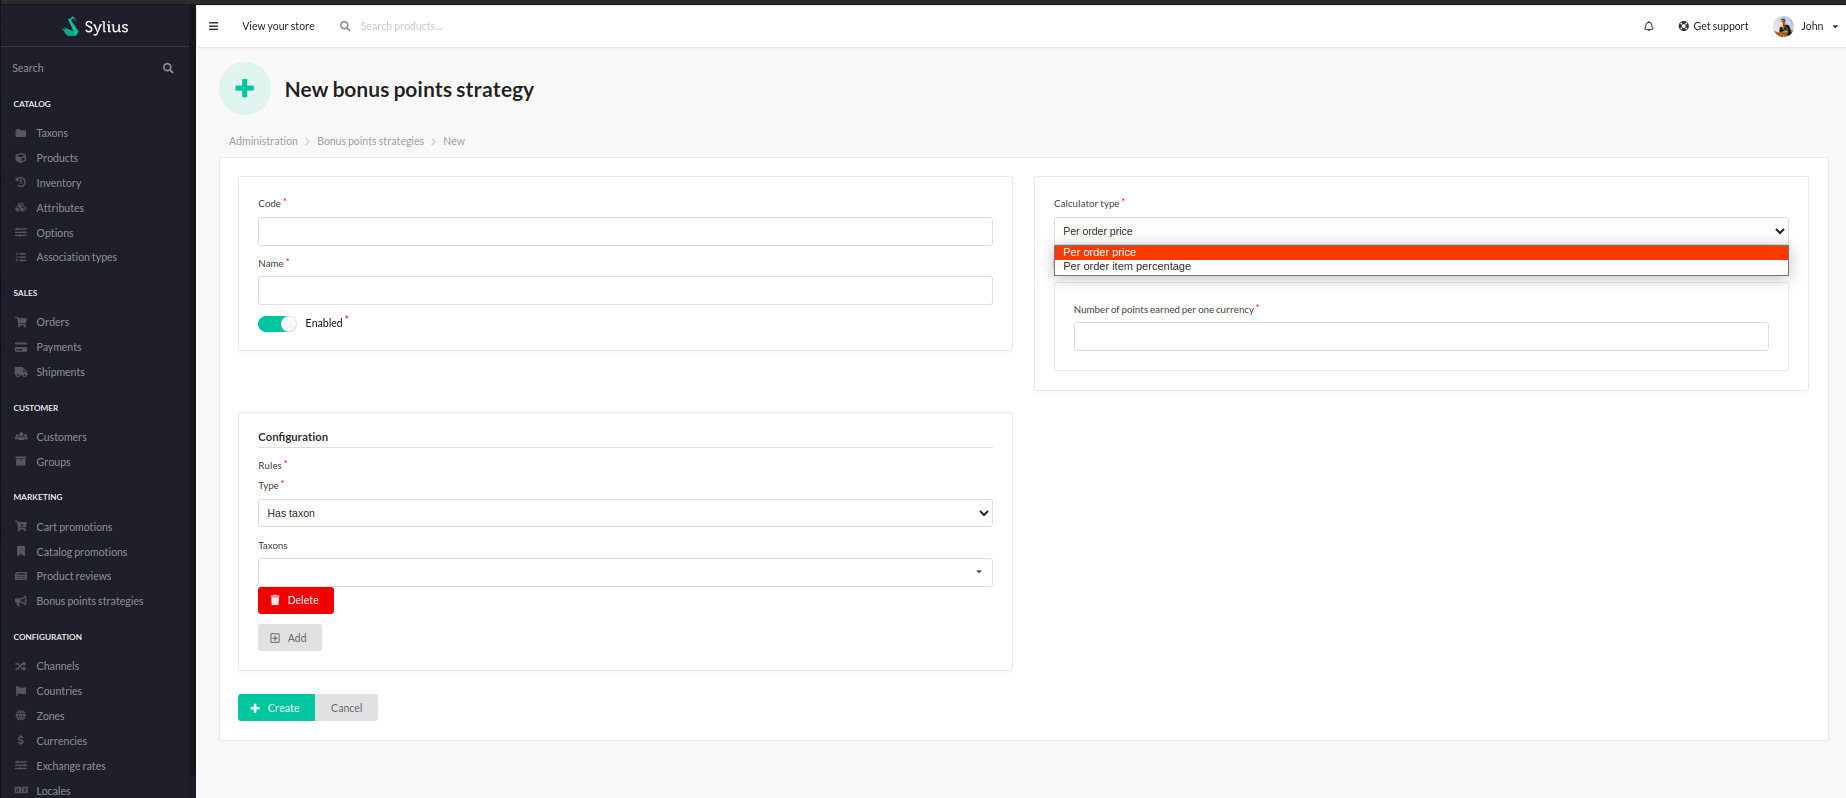 Sylius
View your store
Search products...
Get support
John
Search
CATALOG
Taxons
Products
Inventory
Attributes
Options
Association types
SALES
Orders
Payments
Shipments
CUSTOMER
Customers
Groups
MARKETING
Cart promotions
Catalog promotions
Product reviews
Bonus points strategies
CONFIGURATION
Channels
Countries
Zones
Currencies
Exchange rates
Locales
New bonus points strategy
Administration > Bonus points strategies > New
Code *
Name *
Enabled *
Calculator type *
Per order price
Per order price
Per order item percentage
Number of points earned per one currency *
Configuration
Rules *
Type *
Has taxon
Taxons
Delete
Add
Create
Cancel